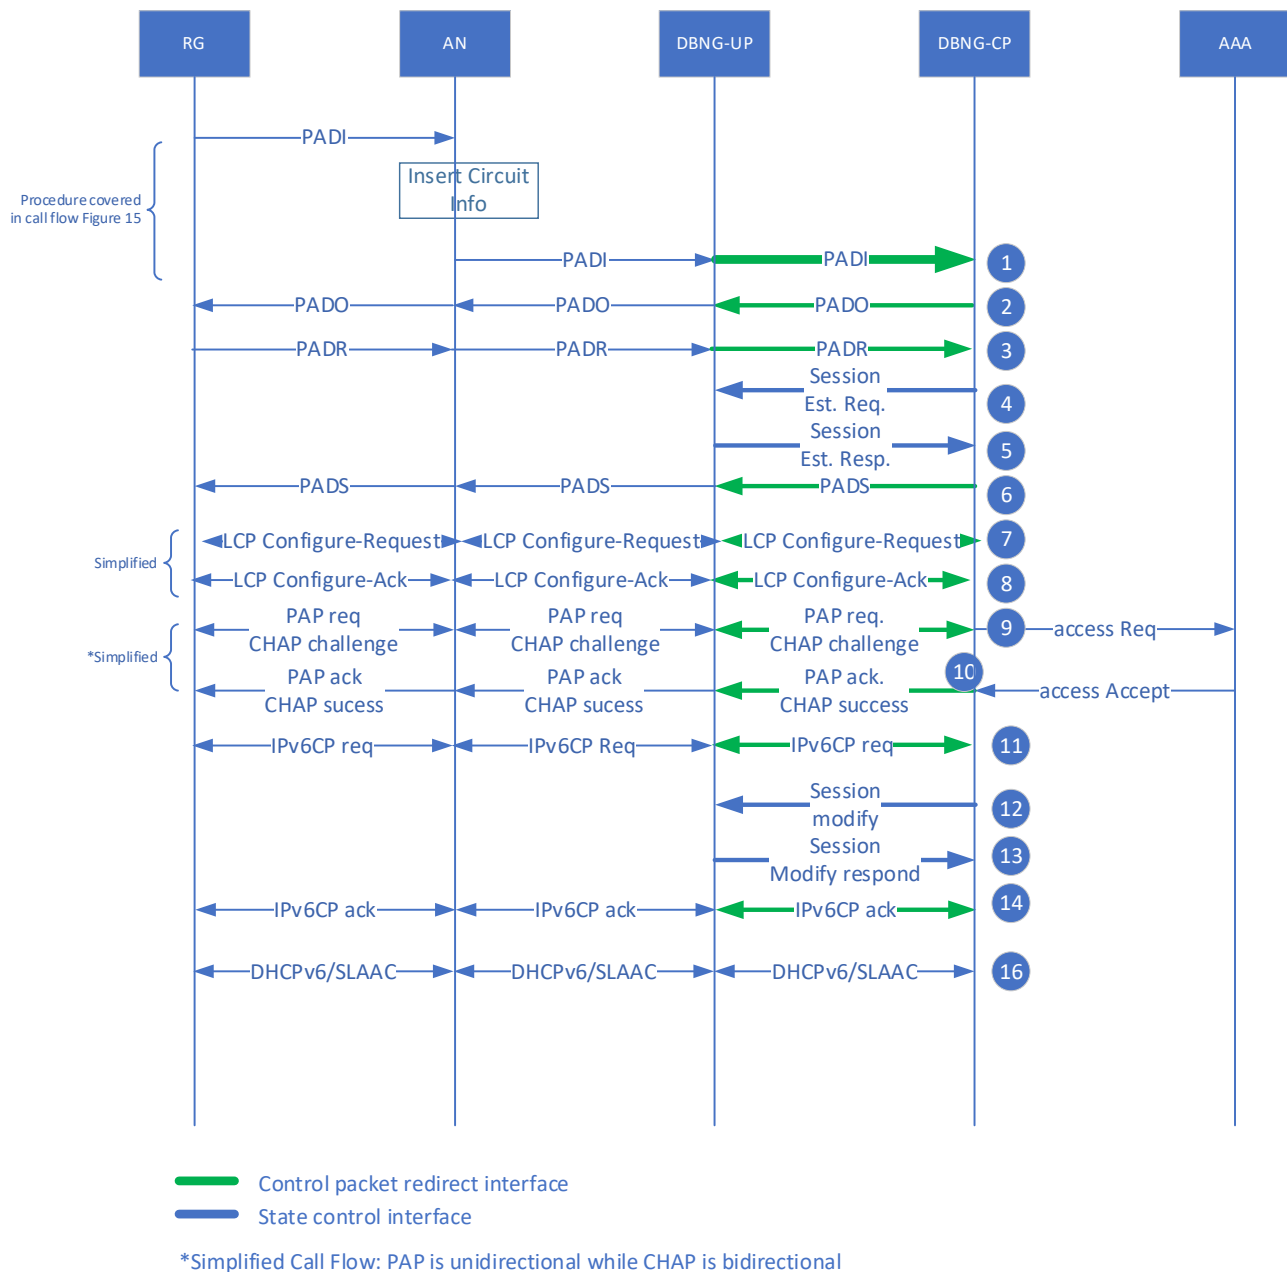 RG
AN
DBNG-UP
DBNG-CP
AAA
PADI
Procedure covered
in call flow Figure 15
Insert Circuit
Info
PADI
PADI
1
PADO
PADO
PADO
2
PADR
PADR
PADR
3
Session
Est. Req.
4
Session
Est. Resp.
5
PADS
PADS
PADS
6
Simplified
LCP Configure-Request
LCP Configure-Request
LCP Configure-Request
7
LCP Configure-Ack
LCP Configure-Ack
LCP Configure-Ack
8
*Simplified
PAP req
CHAP challenge
PAP req
CHAP challenge
PAP req.
CHAP challenge
9
access Req
PAP ack
CHAP sucess
PAP ack
CHAP sucess
PAP ack.
CHAP success
10
access Accept
IPv6CP req
IPv6CP Req
IPv6CP req
11
Session
modify
12
Session
Modify respond
13
IPv6CP ack
IPv6CP ack
IPv6CP ack
14
DHCPv6/SLAAC
DHCPv6/SLAAC
DHCPv6/SLAAC
16
Control packet redirect interface
State control interface
*Simplified Call Flow: PAP is unidirectional while CHAP is bidirectional